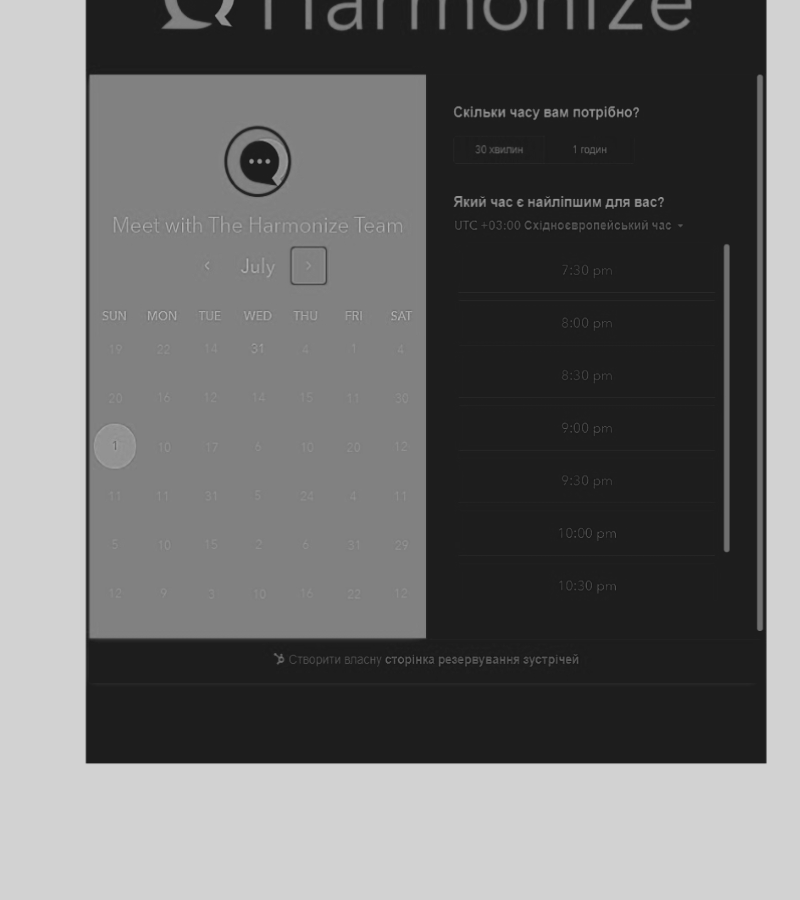 Harmonize
Meet with The Harmonize Team
July
SUN MON TUE WED THU FRI SAT
19 22 14 31 4 1 4
20 16 12 14 15 11 30
1 10 17 6 10 20 12
11 11 31 5 24 4 11
5 10 15 2 6 31 29
12 9 3 10 16 22 12
Скільки часу вам потрібно?
30 хвилин 1 годин
Який час є найліпшим для вас?
UTC +03:00 Східноєвропейський час
7:30 pm
8:00 pm
8:30 pm
9:00 pm
9:30 pm
10:00 pm
10:30 pm
Створити власну сторінка резервування зустрічей